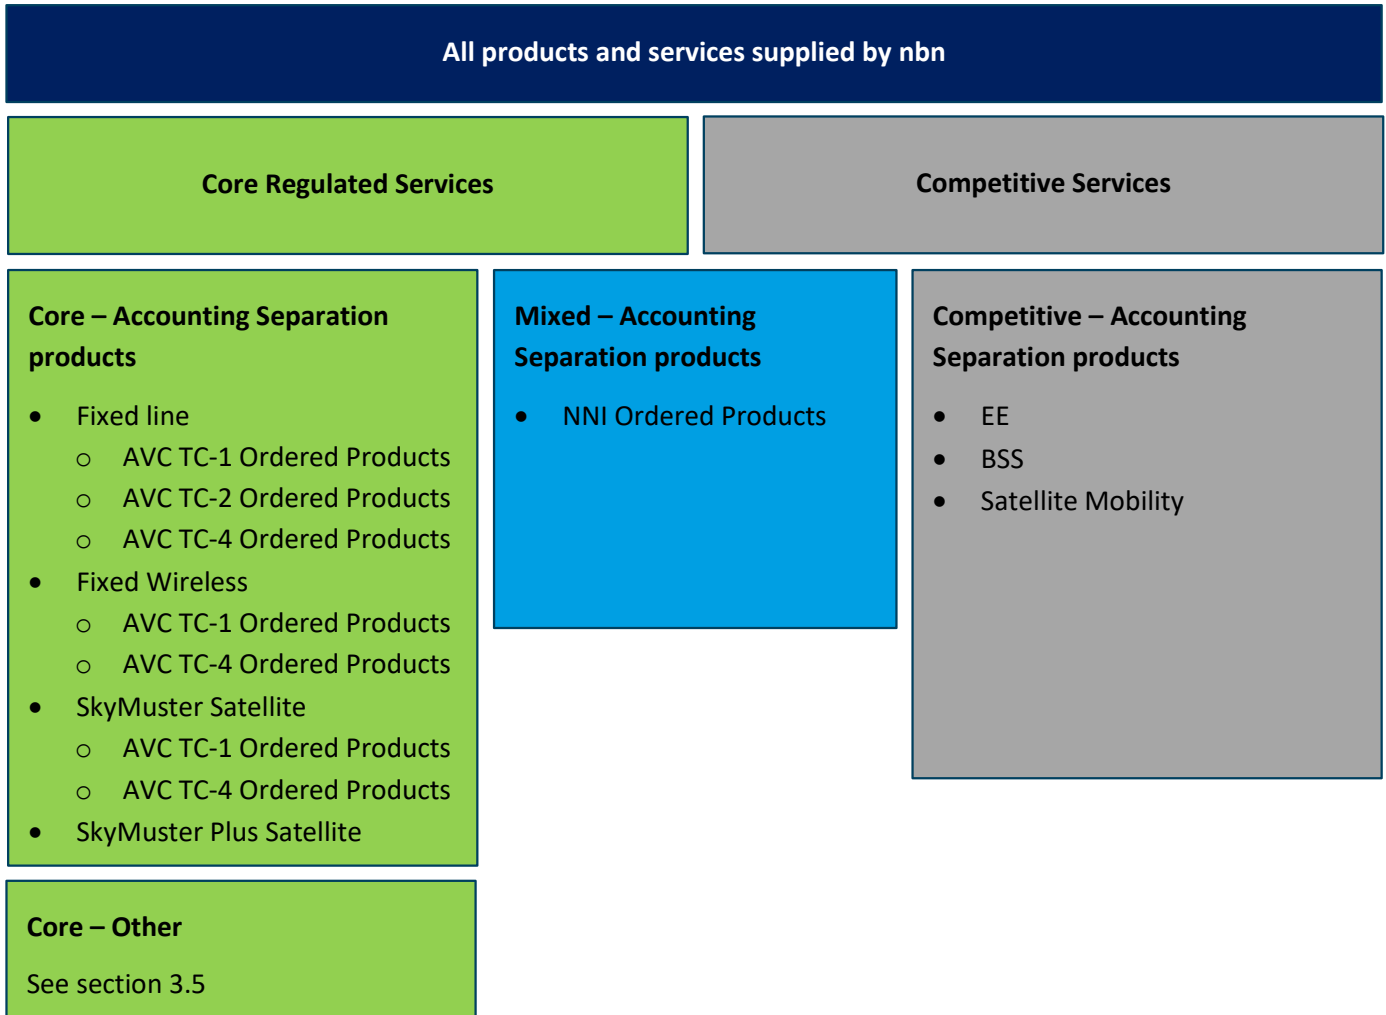 All products and services supplied by nbn
Core Regulated Services
Competitive Services
Core – Accounting Separation
products
• Fixed line
o AVC TC-1 Ordered Products
o AVC TC-2 Ordered Products
o AVC TC-4 Ordered Products
• Fixed Wireless
o AVC TC-1 Ordered Products
o AVC TC-4 Ordered Products
• SkyMuster Satellite
o AVC TC-1 Ordered Products
o AVC TC-4 Ordered Products
• SkyMuster Plus Satellite
Mixed – Accounting
Separation products
• NNI Ordered Products
Competitive – Accounting
Separation products
• EE
• BSS
• Satellite Mobility
Core – Other
See section 3.5